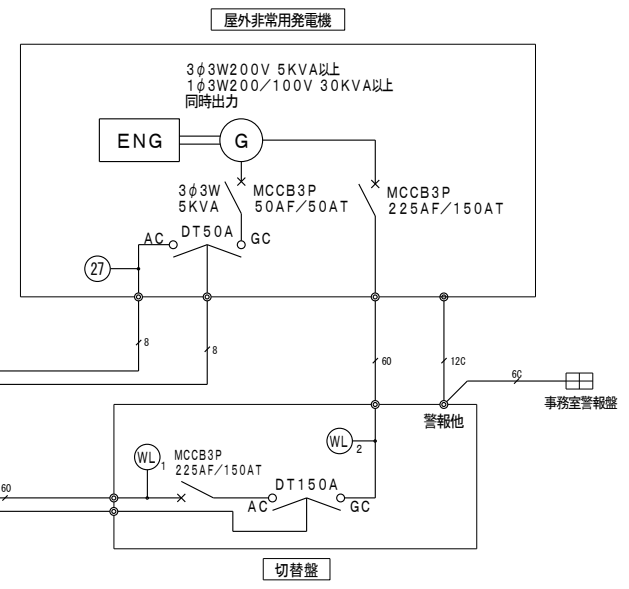 屋外非常用発電機
3φ3W200V 5KVA以上
1φ3W200/100V 30KVA以上
同時出力
ENG
G
3φ3W
5KVA
MCCB3P
50AF/50AT
MCCB3P
225AF/150AT
AC
DT50A
GC
27
8
8
60
12C
6C
事務室警報盤
警報他
WL
2
WL
1
MCCB3P
225AF/150AT
60
DT150A
AC
GC
切替盤